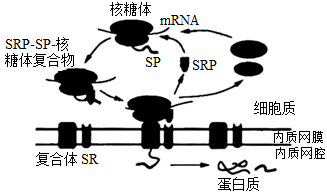 核糖体
mRNA
SRP-SP-核
糖体复合物
SP
SRP
细胞质
内质网膜
复合体 SR
内质网腔
蛋白质